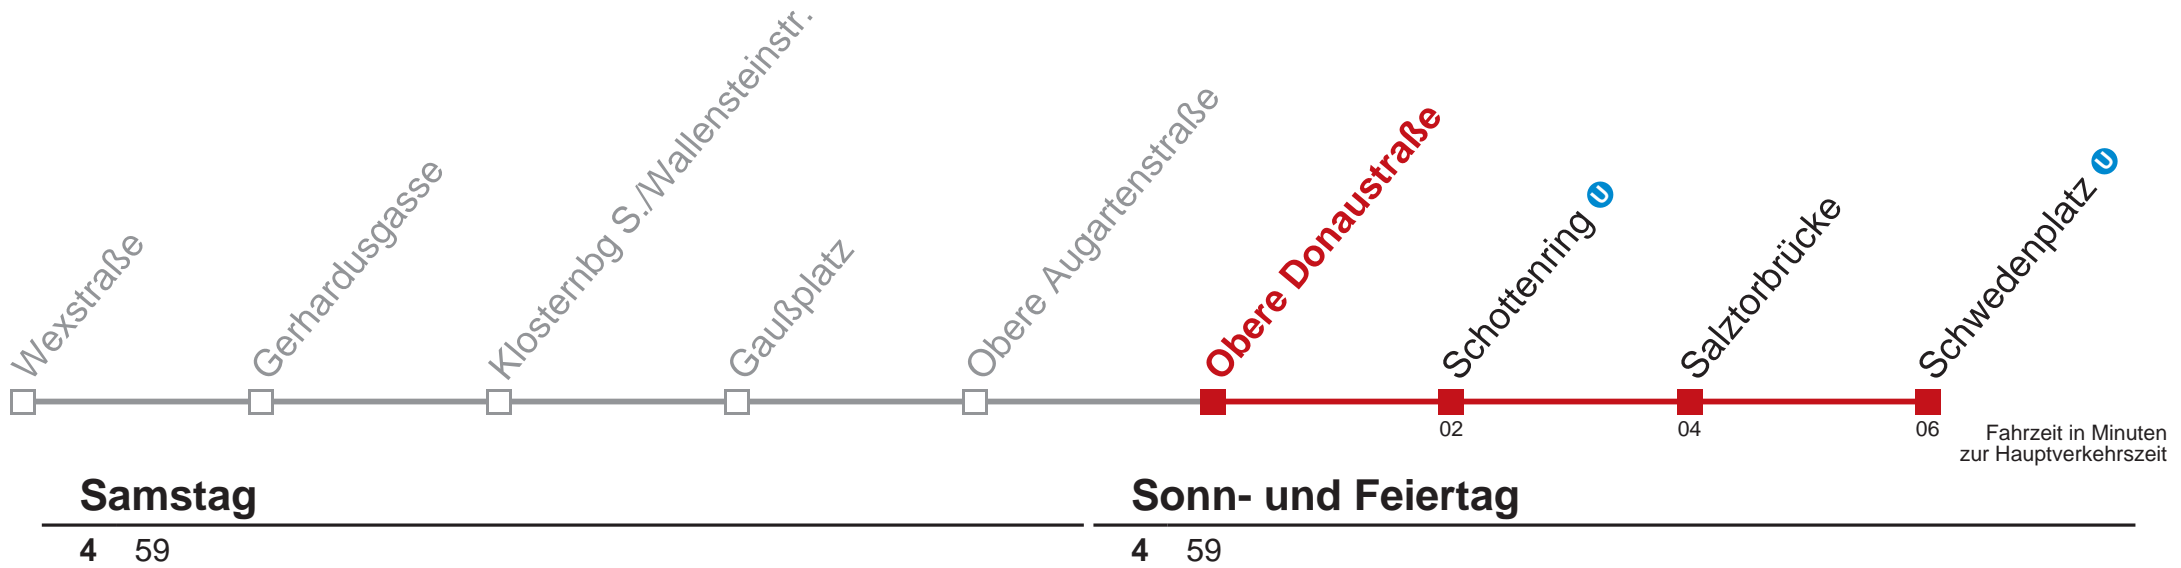 Wexstraße
Gerhardusgasse
Klosternbg S./Wallensteinstr.
Gaußplatz
Obere Augartenstraße
Obere Donaustraße
Schottenring U
Salztorbrücke
Schwedenplatz U
02 04 06
Fahrzeit in Minuten
zur Hauptverkehrszeit
Samstag
4 59
Sonn- und Feiertag
4 59